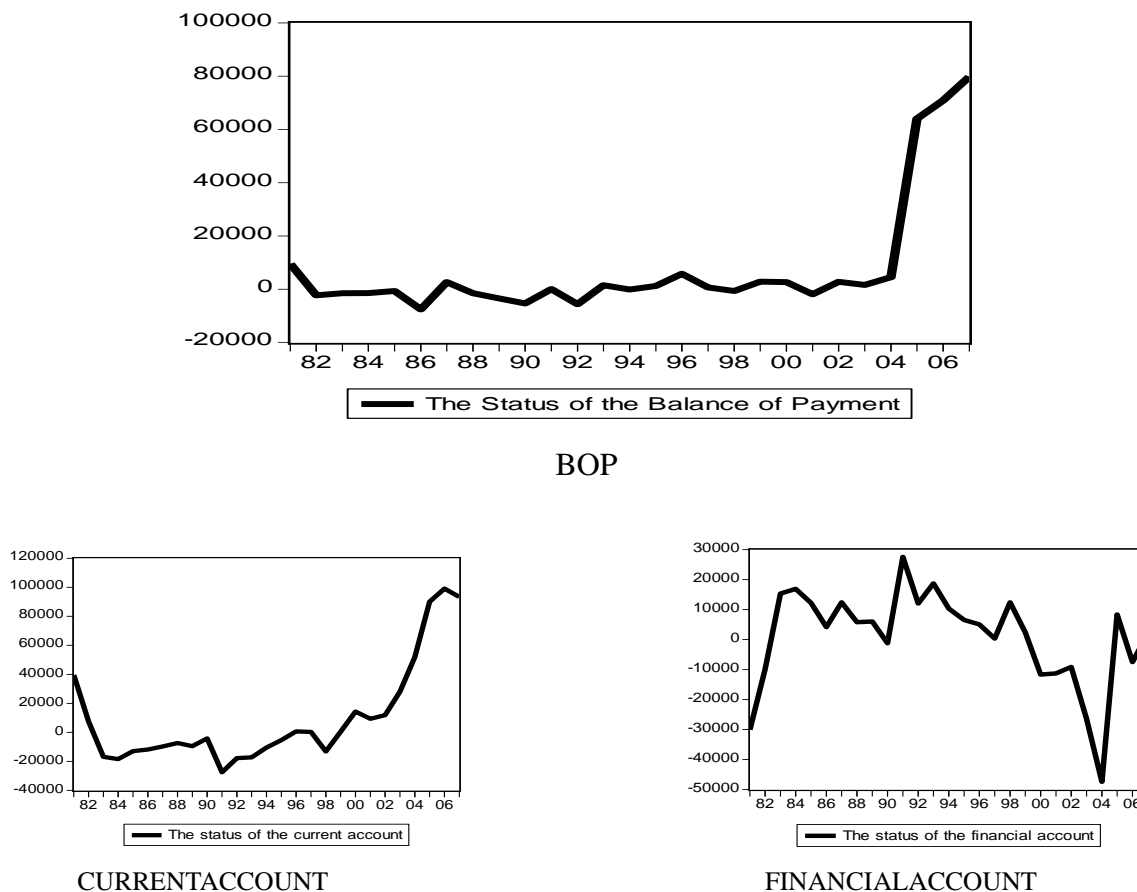 100000
80000
60000
40000
20000
0
-20000
82 84 86 88 90 92 94 96 98 00 02 04 06
The Status of the Balance of Payment
BOP
120000
100000
80000
60000
40000
20000
0
-20000
-40000
82 84 86 88 90 92 94 96 98 00 02 04 06
The status of the current account
CURRENTACCOUNT
30000
20000
10000
0
-10000
-20000
-30000
-40000
-50000
82 84 86 88 90 92 94 96 98 00 02 04 06
The status of the financial account
FINANCIALACCOUNT